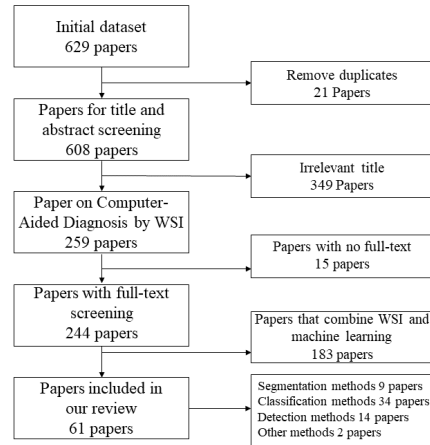 Initial dataset
629 papers
Remove duplicates
21 Papers
Papers for title and
abstract screening
608 papers
Irrelevant title
349 Papers
Paper on Computer-
Aided Diagnosis by WSI
259 papers
Papers with no full-text
15 papers
Papers with full-text
screening
244 papers
Papers that combine WSI and
machine learning
183 papers
Papers included in
our review
61 papers
Segmentation methods 9 papers
Classification methods 34 papers
Detection methods 14 papers
Other methods 2 papers